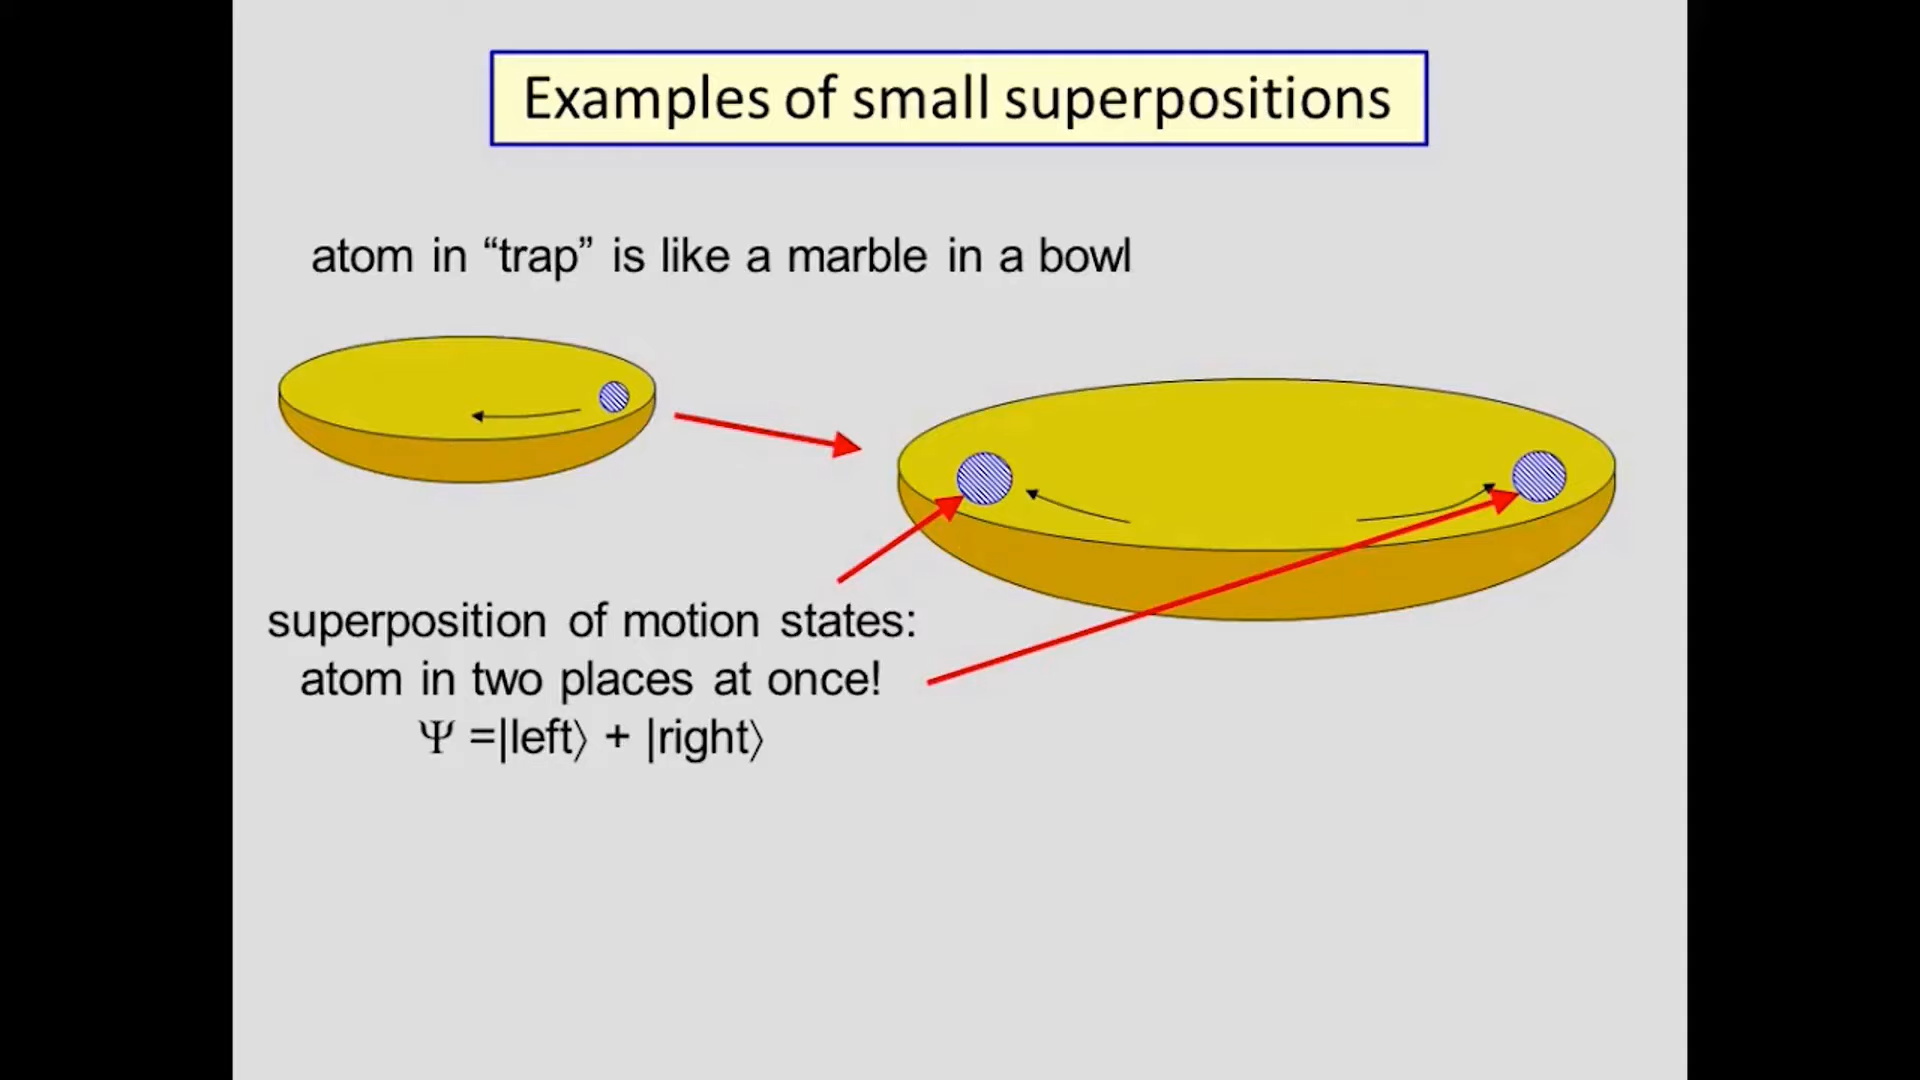 Examples of small superpositions
atom in “trap” is like a marble in a bowl
superposition of motion states:
atom in two places at once!
Ψ =|left⟩ + |right⟩